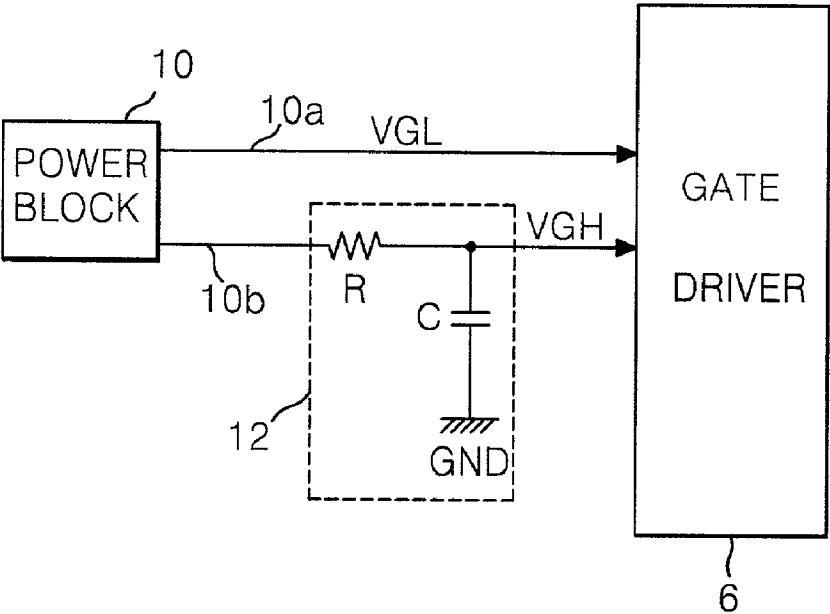 10
10a
VGL
POWER
BLOCK
GATE
DRIVER
VGH
10b
R
C
12
GND
6